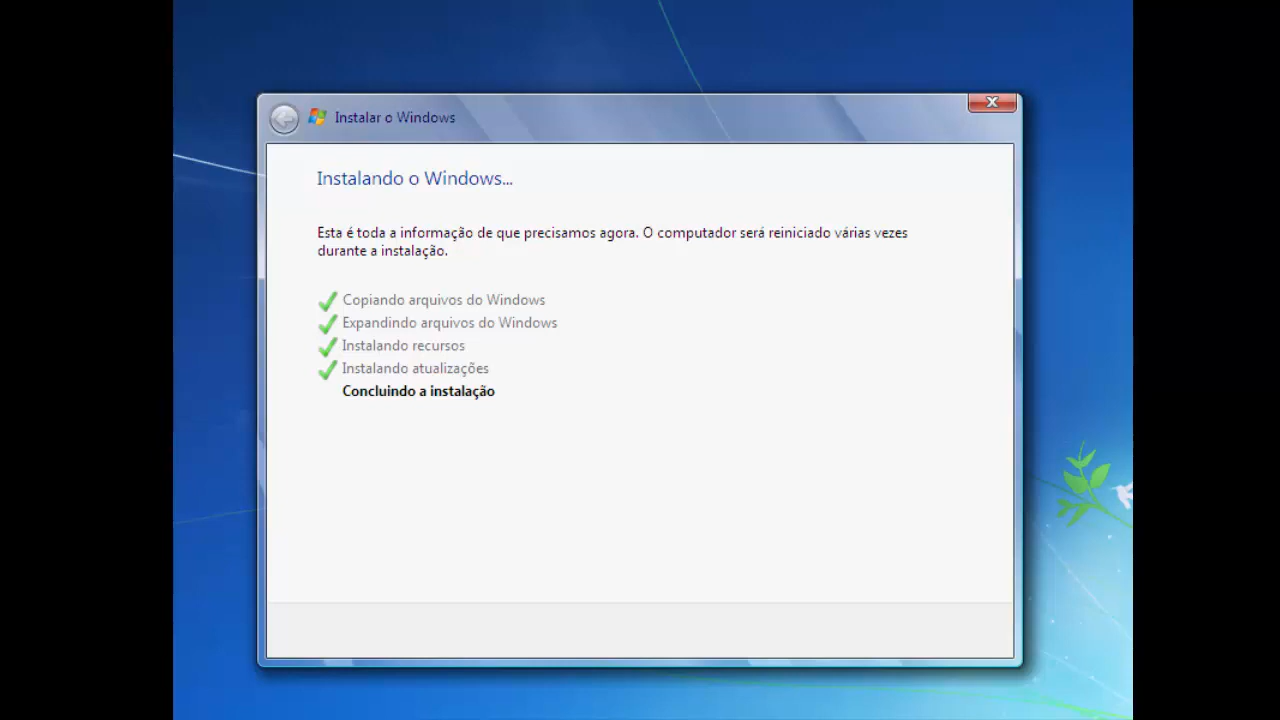 Instalar o Windows
Instalando o Windows...
Esta é toda a informação de que precisamos agora. O computador será reiniciado várias vezes
durante a instalação.
Copiando arquivos do Windows
Expandindo arquivos do Windows
Instalando recursos
Instalando atualizações
Concluindo a instalação